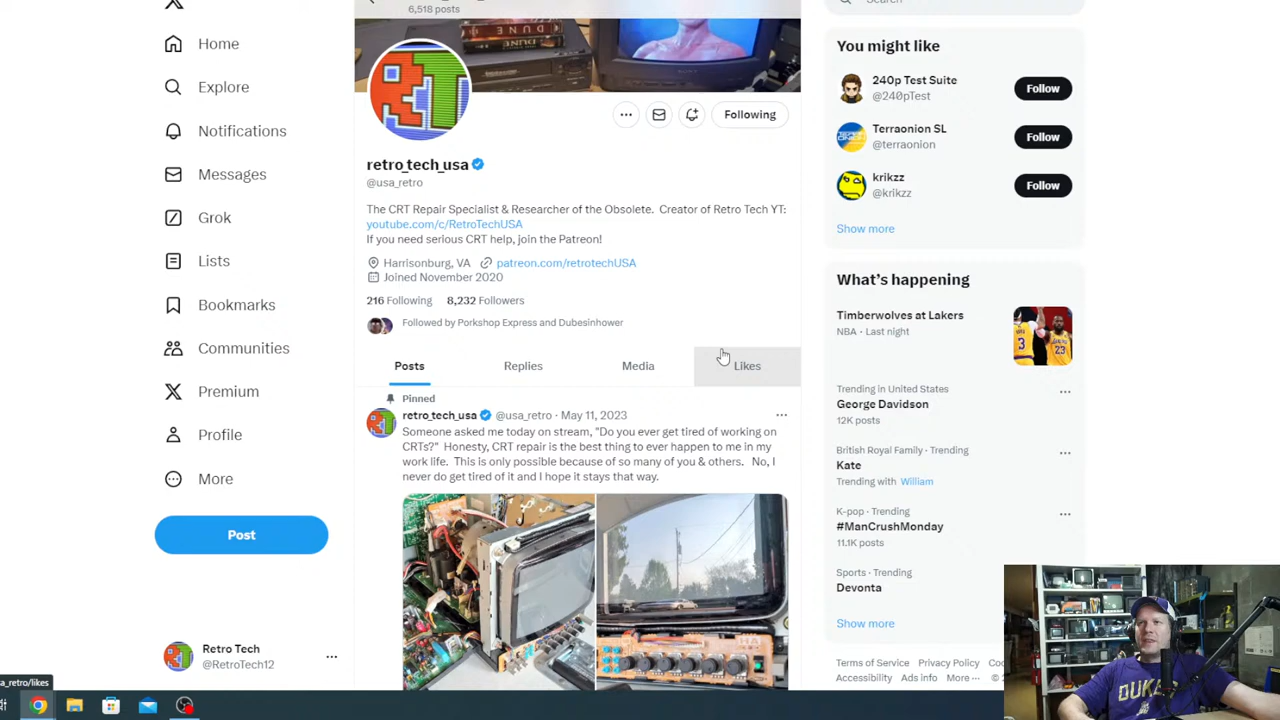 6,518 posts
DUNE
DUNE
Home
Explore
Notifications
Messages
Grok
Lists
Bookmarks
Communities
Premium
Profile
More
Post
Retro Tech
@RetroTech12
···
a_retro/likes
Following
retro_tech_usa
@usa_retro
The CRT Repair Specialist & Researcher of the Obsolete. Creator of Retro Tech YT:
youtube.com/c/RetroTechUSA
If you need serious CRT help, join the Patreon!
Harrisonburg, VA patreon.com/retrotechUSA
Joined November 2020
216 Following 8,232 Followers
Followed by Porkshop Express and Dubesinhower
Posts Replies Media Likes
Pinned
retro_tech_usa @usa_retro · May 11, 2023
Someone asked me today on stream, "Do you ever get tired of working on
CRTs?" Honesty, CRT repair is the best thing to ever happen to me in my
work life. This is only possible because of so many of you & others. No, I
never do get tired of it and I hope it stays that way.
Search
You might like
240p Test Suite
@240pTest
Follow
Terraonion SL
@terraonion
Follow
krikzz
@krikzz
Follow
Show more
What's happening
Timberwolves at Lakers
NBA · Last night
Trending in United States
George Davidson
12K posts
British Royal Family · Trending
Kate
Trending with William
K-pop · Trending
#ManCrushMonday
11.1K posts
Sports · Trending
Devonta
Show more
Terms of Service Privacy Policy
Accessibility Ads info More ···
DUKES